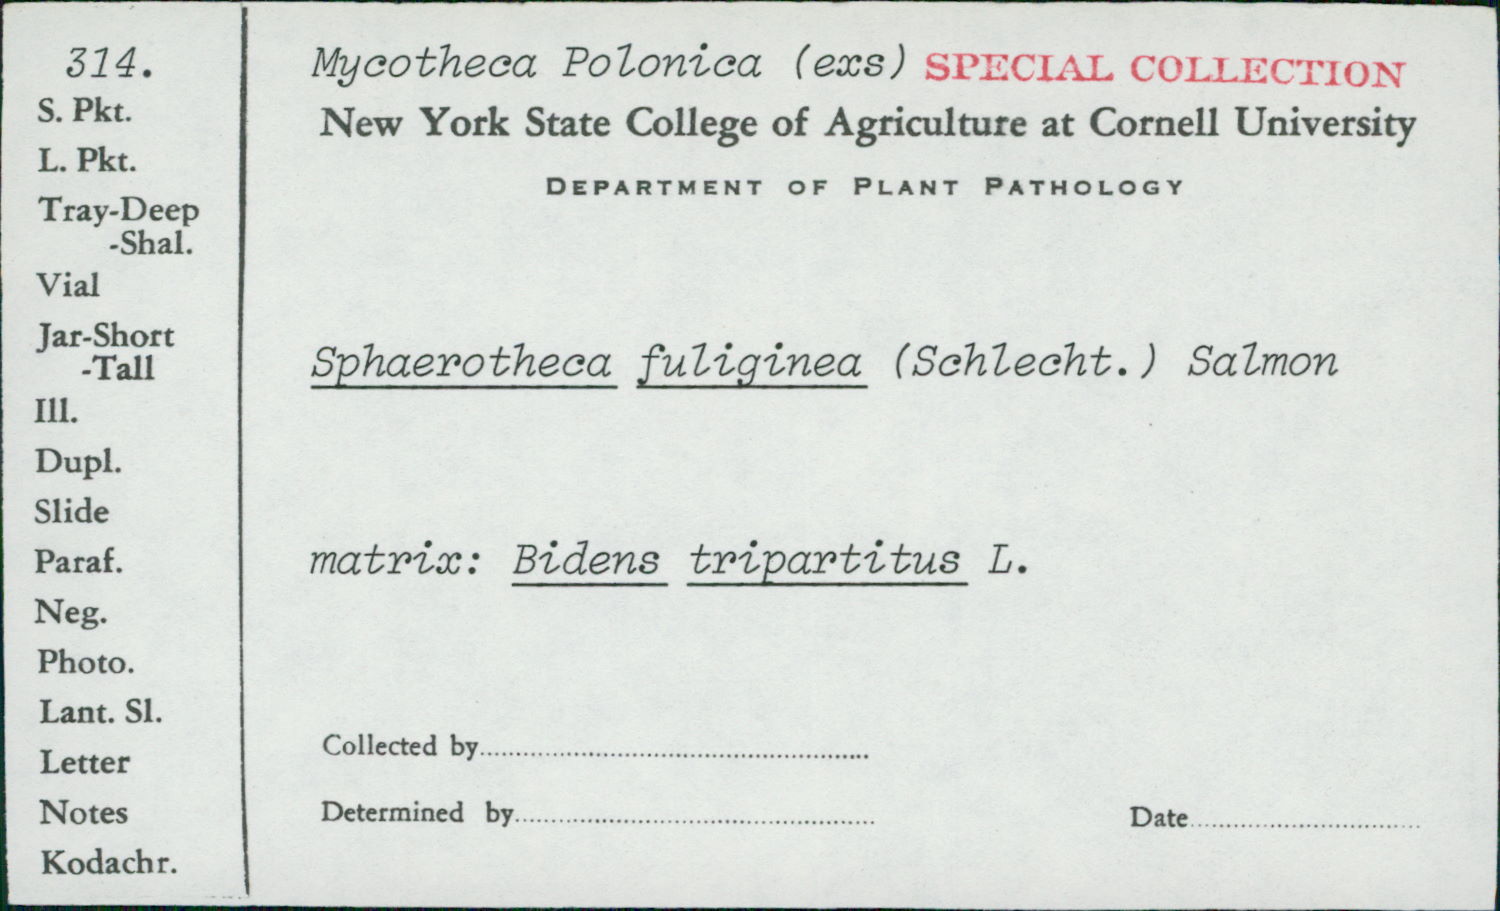 314.
S. Pkt.
L. Pkt.
Tray-Deep
-Shal.
Vial
Jar-Short
-Tall
Ill.
Dupl.
Slide
Paraf.
Neg.
Photo.
Lant. Sl.
Letter
Notes
Kodachr.
Mycotheca Polonica (exs) SPECIAL COLLECTION
New York State College of Agriculture at Cornell University
DEPARTMENT OF PLANT PATHOLOGY
Sphaerotheca fuliginea (Schlecht.) Salmon
matrix: Bidens tripartitus L.
Collected by
Determined by
Date